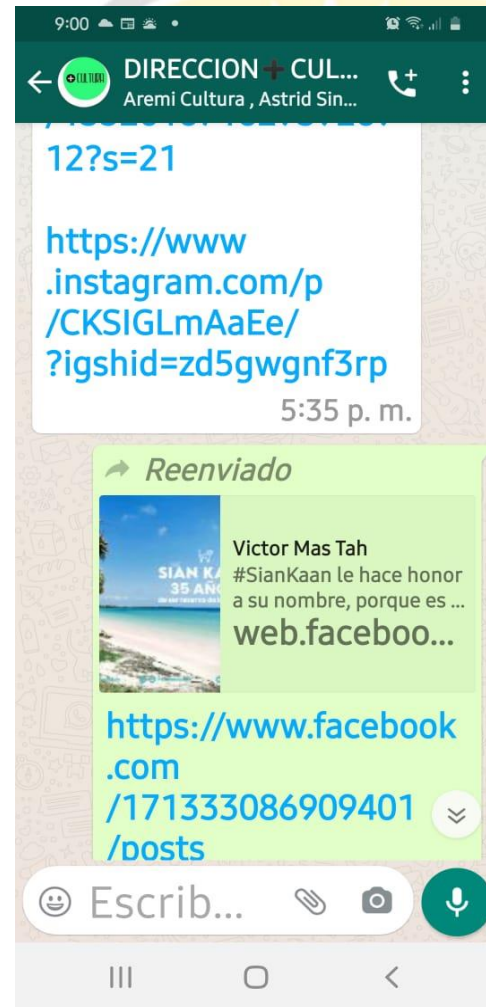 9:00
+CULTURA
DIRECCION➕CUL...
Aremi Cultura , Astrid Sin...
12?s=21
https://www
.instagram.com/p
/CKSIGLmAaEe/
?igshid=zd5gwgnf3rp
5:35 p. m.
Reenviado
SIAN KA
35 AÑO
Victor Mas Tah
#SianKaan le hace honor
a su nombre, porque es ...
web.faceboo...
https://www.facebook
.com
/171333086909401
/posts
Escrib...